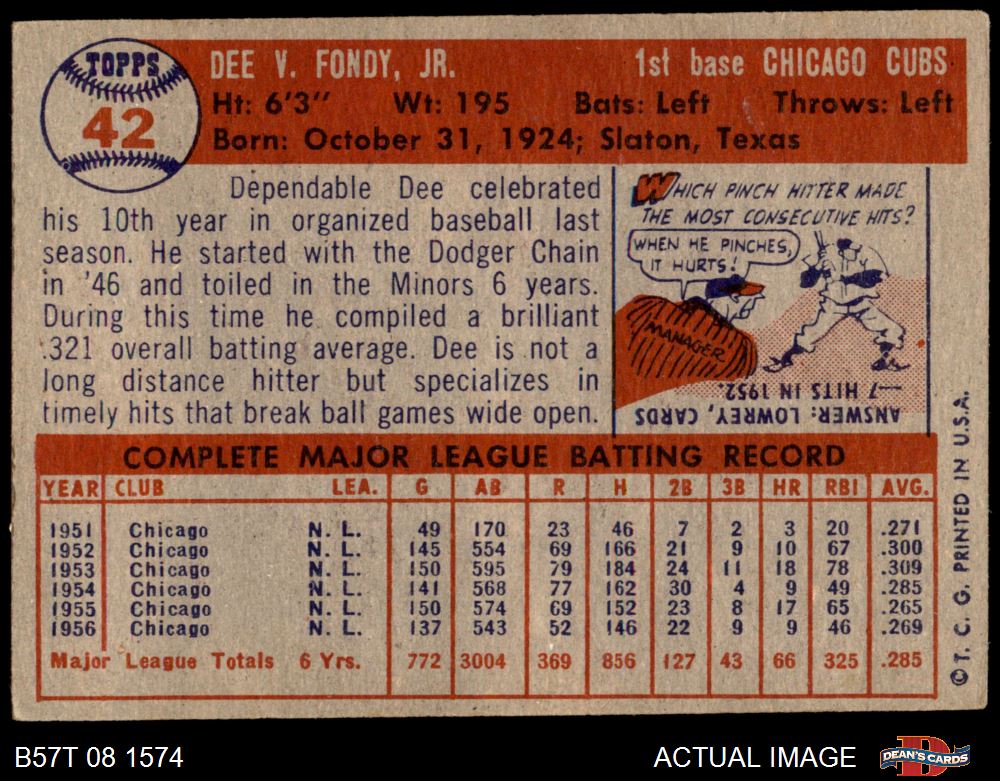 TOPPS
42
DEE V. FONDY, JR. 1st base CHICAGO CUBS
Ht: 6'3" Wt: 195 Bats: Left Throws: Left
Born: October 31, 1924; Slaton, Texas
Dependable Dee celebrated
his 10th year in organized baseball last
season. He started with the Dodger Chain
in '46 and toiled in the Minors 6 years.
During this time he compiled a brilliant
.321 overall batting average. Dee is not a
long distance hitter but specializes in
timely hits that break ball games wide open.
WHICH PINCH HITTER MADE
THE MOST CONSECUTIVE HITS?
WHEN HE PINCHES,
IT HURTS!
MANAGER
ANSWER: LOWREY, CARDS
—7 HITS IN 1952.
COMPLETE MAJOR LEAGUE BATTING RECORD
YEAR CLUB LEA. G AB R H 2B 3B HR RBI AVG.
1951 Chicago N. L. 49 170 23 46 7 2 3 20 .271
1952 Chicago N. L. 145 554 69 166 21 9 10 67 .300
1953 Chicago N. L. 150 595 79 184 24 11 18 78 .309
1954 Chicago N. L. 141 568 77 162 30 4 9 49 .285
1955 Chicago N. L. 150 574 69 152 23 8 17 65 .265
1956 Chicago N. L. 137 543 52 146 22 9 9 46 .269
Major League Totals 6 Yrs. 772 3004 369 856 127 43 66 325 .285
© T. C. G. PRINTED IN U.S.A.
B57T 08 1574 ACTUAL IMAGE
DEAN'S CARDS